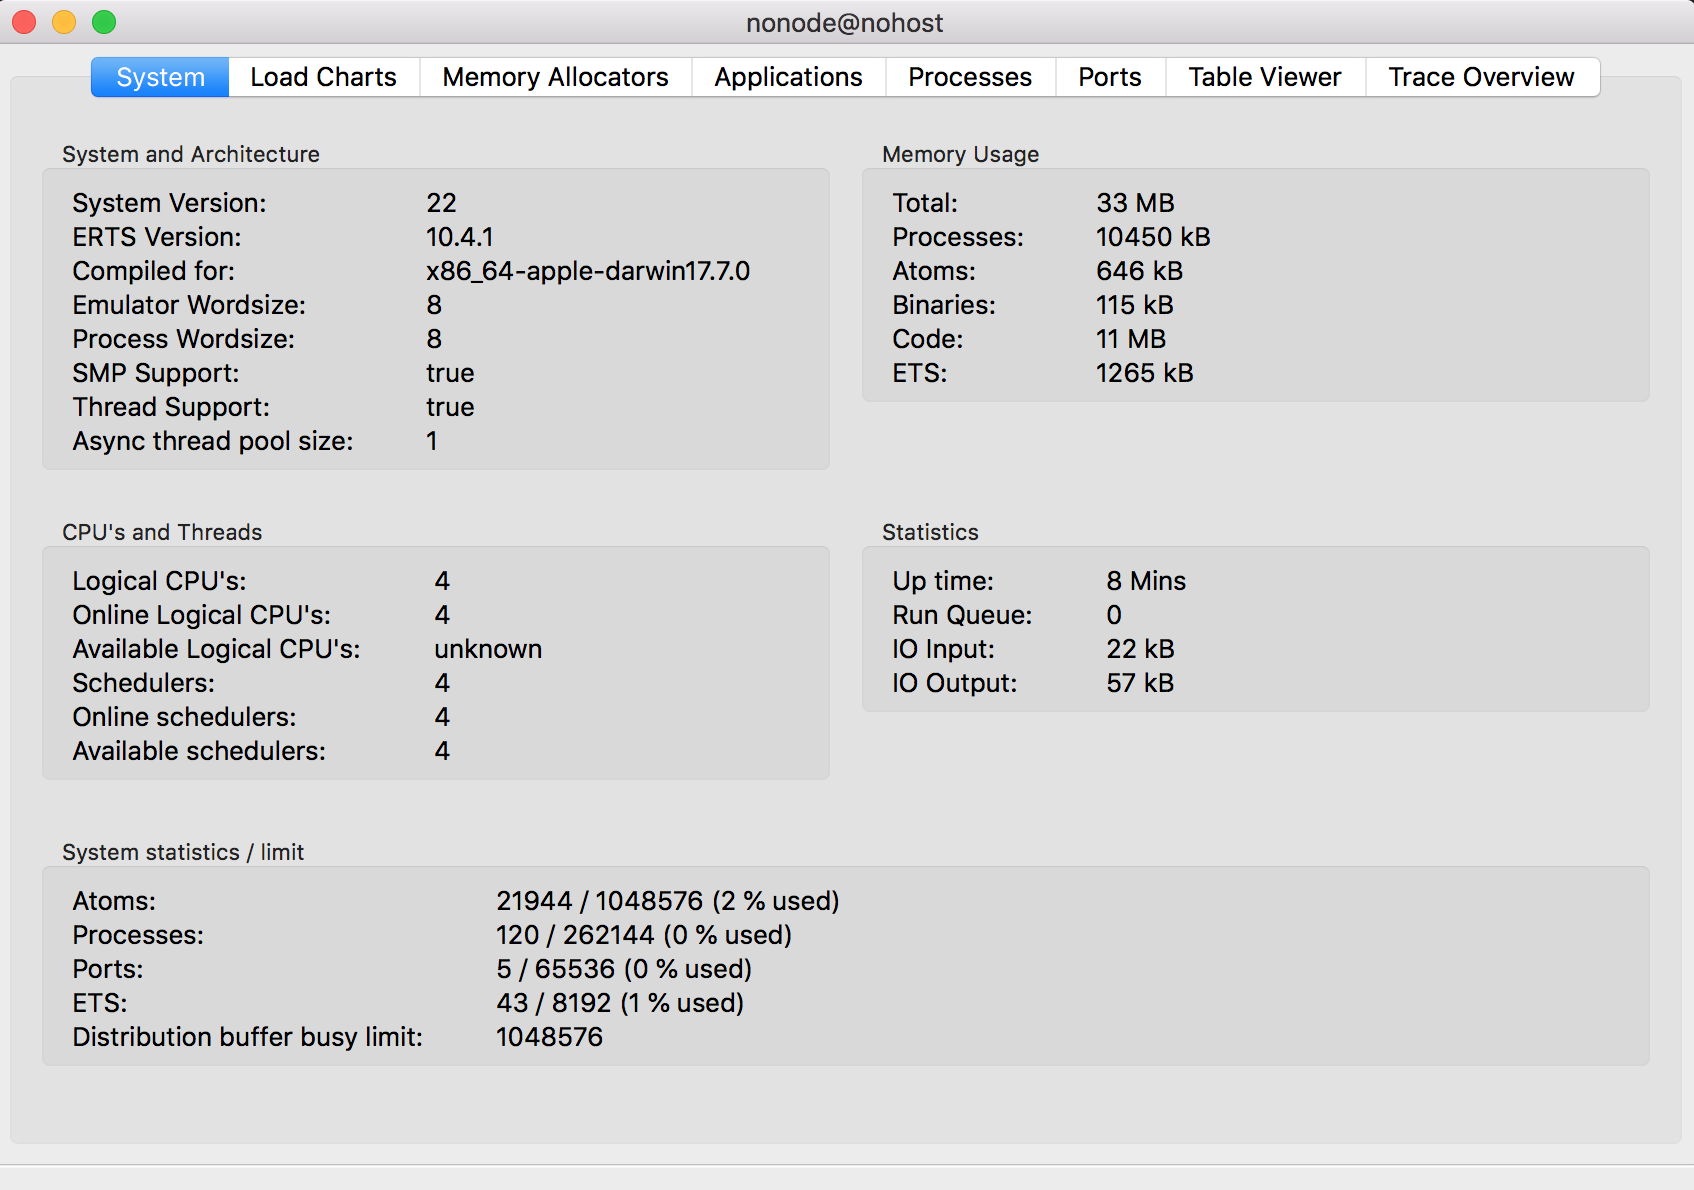 nonode@nohost
System Load Charts Memory Allocators Applications Processes Ports Table Viewer Trace Overview
System and Architecture
System Version: 22
ERTS Version: 10.4.1
Compiled for: x86_64-apple-darwin17.7.0
Emulator Wordsize: 8
Process Wordsize: 8
SMP Support: true
Thread Support: true
Async thread pool size: 1
Memory Usage
Total: 33 MB
Processes: 10450 kB
Atoms: 646 kB
Binaries: 115 kB
Code: 11 MB
ETS: 1265 kB
CPU's and Threads
Logical CPU's: 4
Online Logical CPU's: 4
Available Logical CPU's: unknown
Schedulers: 4
Online schedulers: 4
Available schedulers: 4
Statistics
Up time: 8 Mins
Run Queue: 0
IO Input: 22 kB
IO Output: 57 kB
System statistics / limit
Atoms: 21944 / 1048576 (2 % used)
Processes: 120 / 262144 (0 % used)
Ports: 5 / 65536 (0 % used)
ETS: 43 / 8192 (1 % used)
Distribution buffer busy limit: 1048576